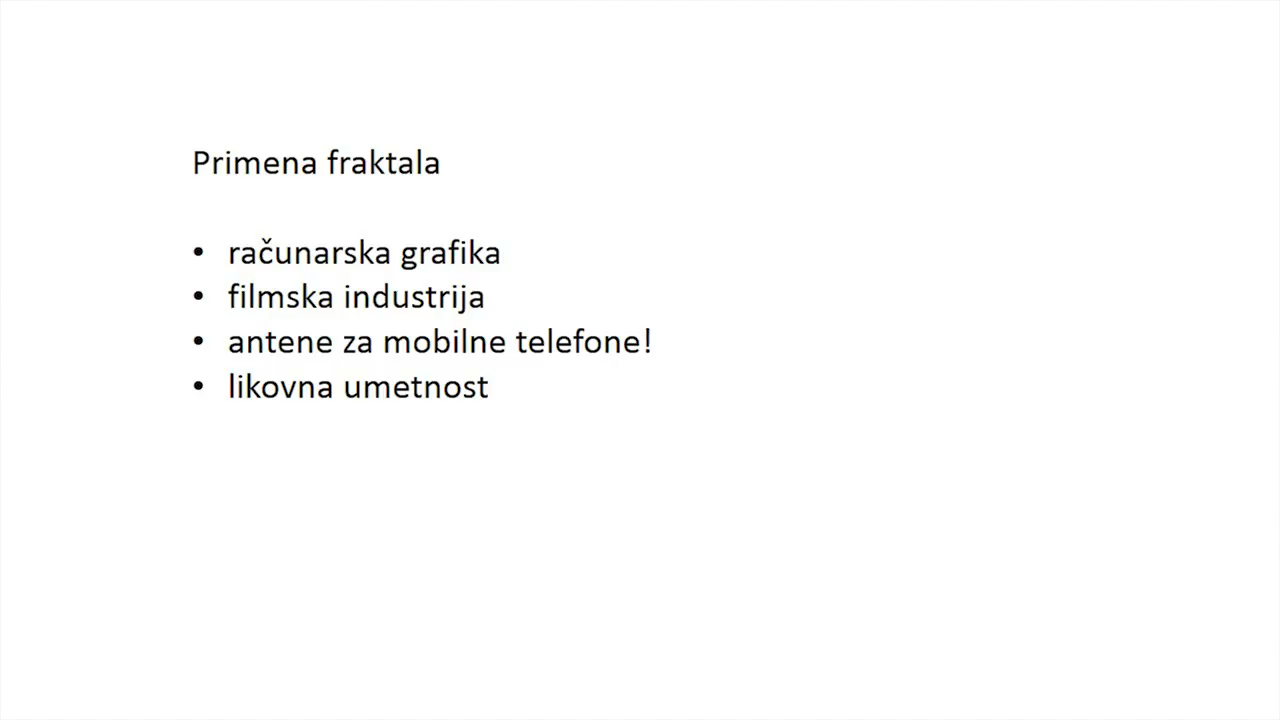 Primena fraktala
• računarska grafika
• filmska industrija
• antene za mobilne telefone!
• likovna umetnost